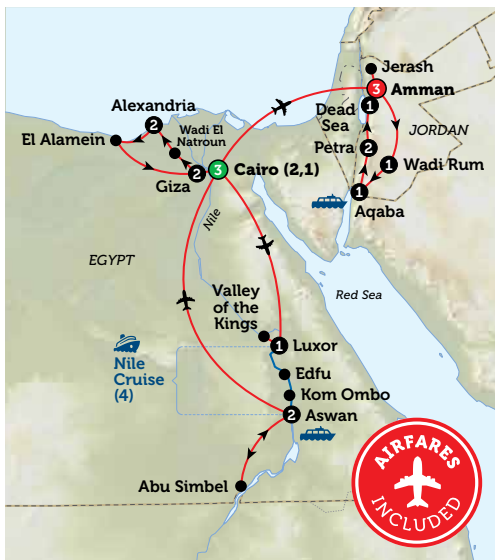 Jerash
3
Amman
Dead
Sea
1
JORDAN
Petra
2
1
Wadi Rum
1
Aqaba
Alexandria
2
Wadi El
Natroun
El Alamein
2
Giza
3
Cairo (2,1)
Nile
EGYPT
Red Sea
Valley
of the
Kings
1
Luxor
Nile
Cruise
(4)
Edfu
Kom Ombo
2
Aswan
Abu Simbel
AIRFARES
INCLUDED